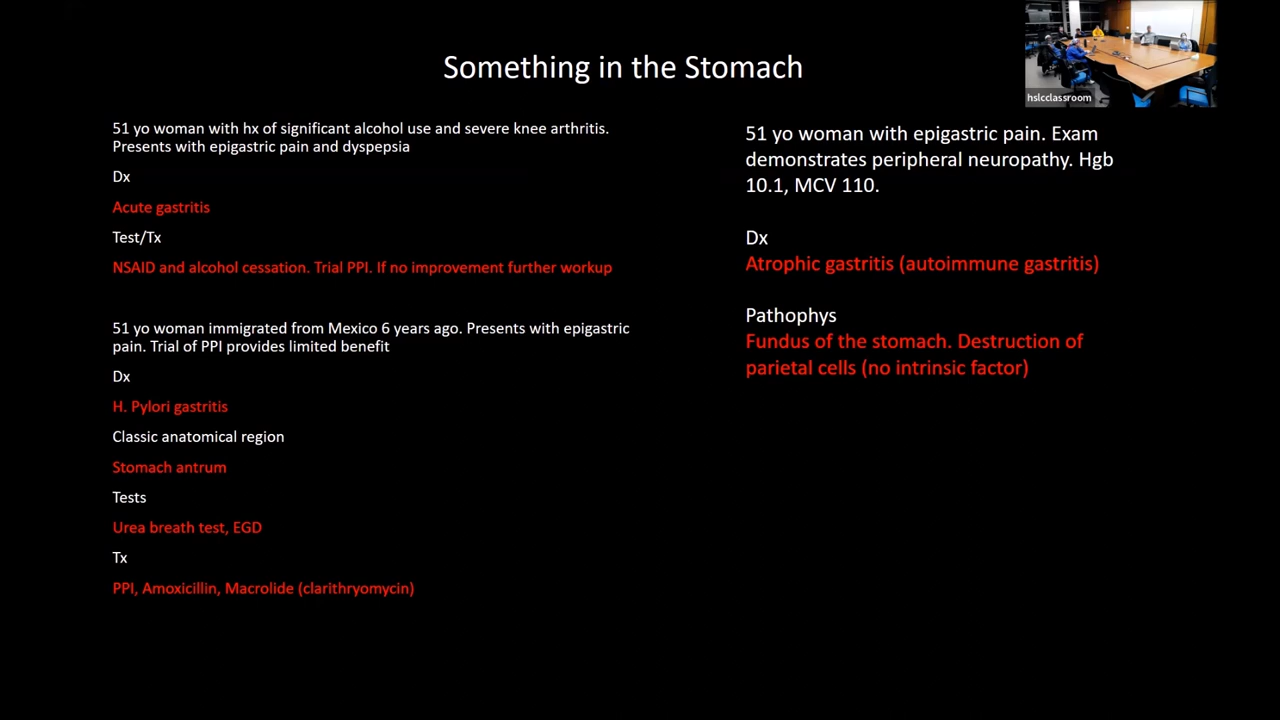 Something in the Stomach
hslcclassroom
51 yo woman with hx of significant alcohol use and severe knee arthritis.
Presents with epigastric pain and dyspepsia
Dx
Acute gastritis
Test/Tx
NSAID and alcohol cessation. Trial PPI. If no improvement further workup
51 yo woman immigrated from Mexico 6 years ago. Presents with epigastric
pain. Trial of PPI provides limited benefit
Dx
H. Pylori gastritis
Classic anatomical region
Stomach antrum
Tests
Urea breath test, EGD
Tx
PPI, Amoxicillin, Macrolide (clarithryomycin)
51 yo woman with epigastric pain. Exam
demonstrates peripheral neuropathy. Hgb
10.1, MCV 110.
Dx
Atrophic gastritis (autoimmune gastritis)
Pathophys
Fundus of the stomach. Destruction of
parietal cells (no intrinsic factor)